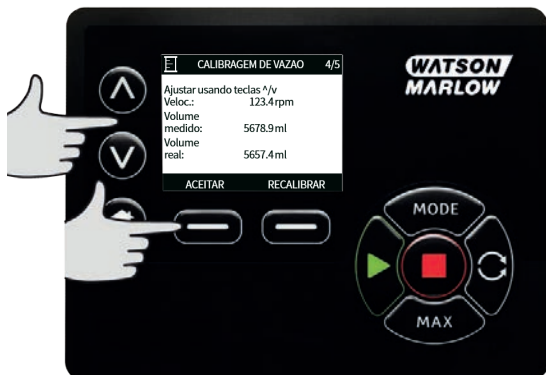 CALIBRAGEM DE VAZAO 4/5
Ajustar usando teclas ^/v
Veloc.: 123.4 rpm
Volume
medido: 5678.9 ml
Volume
real: 5657.4 ml
ACEITAR RECALIBRAR
WATSON
MARLOW
MODE
MAX